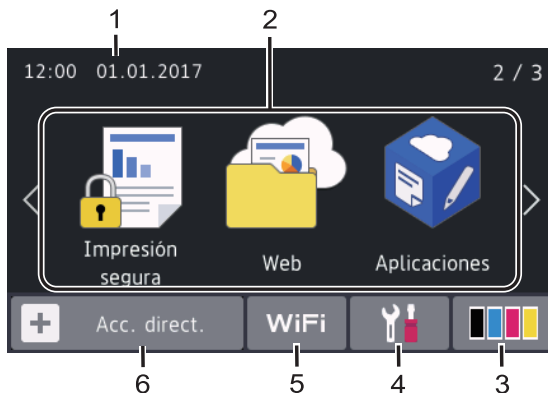 1
2
12:00 01.01.2017 2 / 3
Impresión segura
Web
Aplicaciones
Acc. direct.
WiFi
6
5
4
3